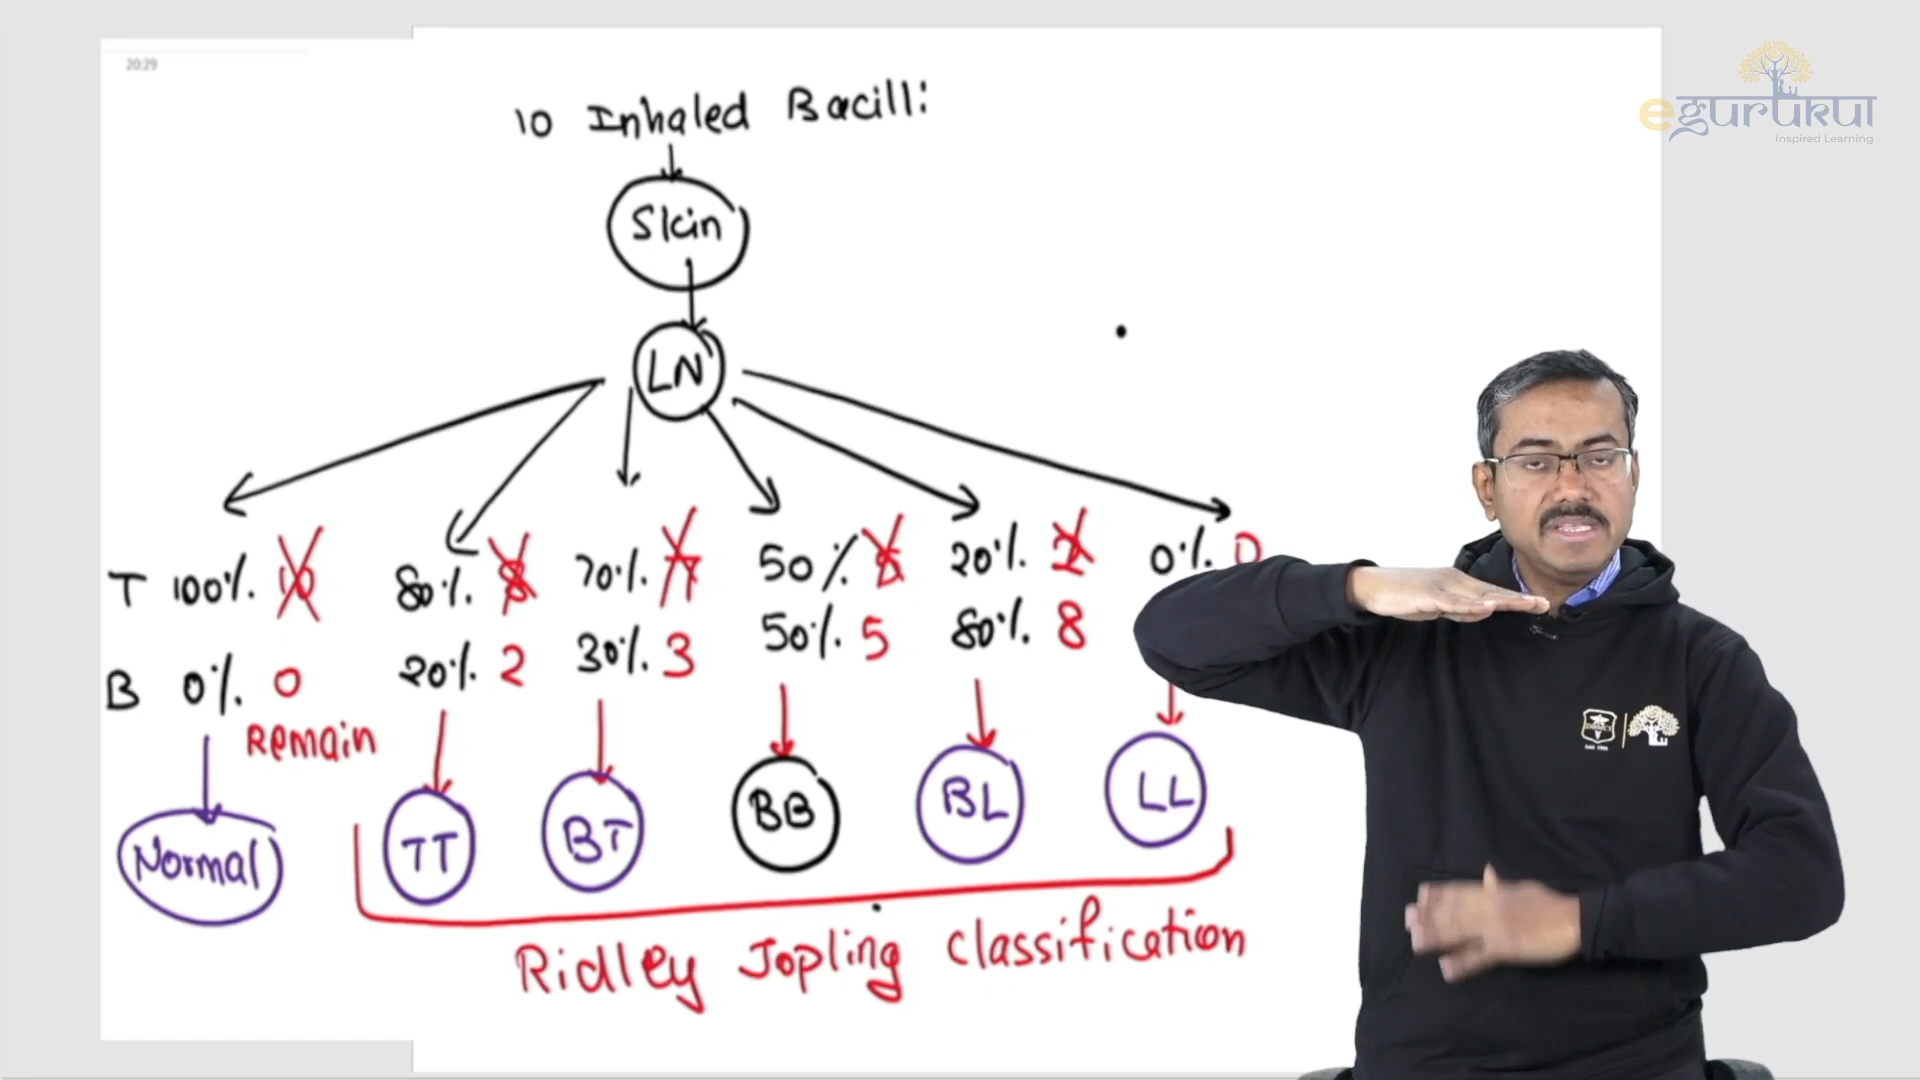 20:29
egurukul
Inspired Learning
10 Inhaled Bacilli
Skin
LN
T 100% 10 80% 8 70% 7 50% 5 20% 2 0% 0
B 0% 0 20% 2 30% 3 50% 5 80% 8
Remain
Normal TT BT BB BL LL
Ridley Jopling classification